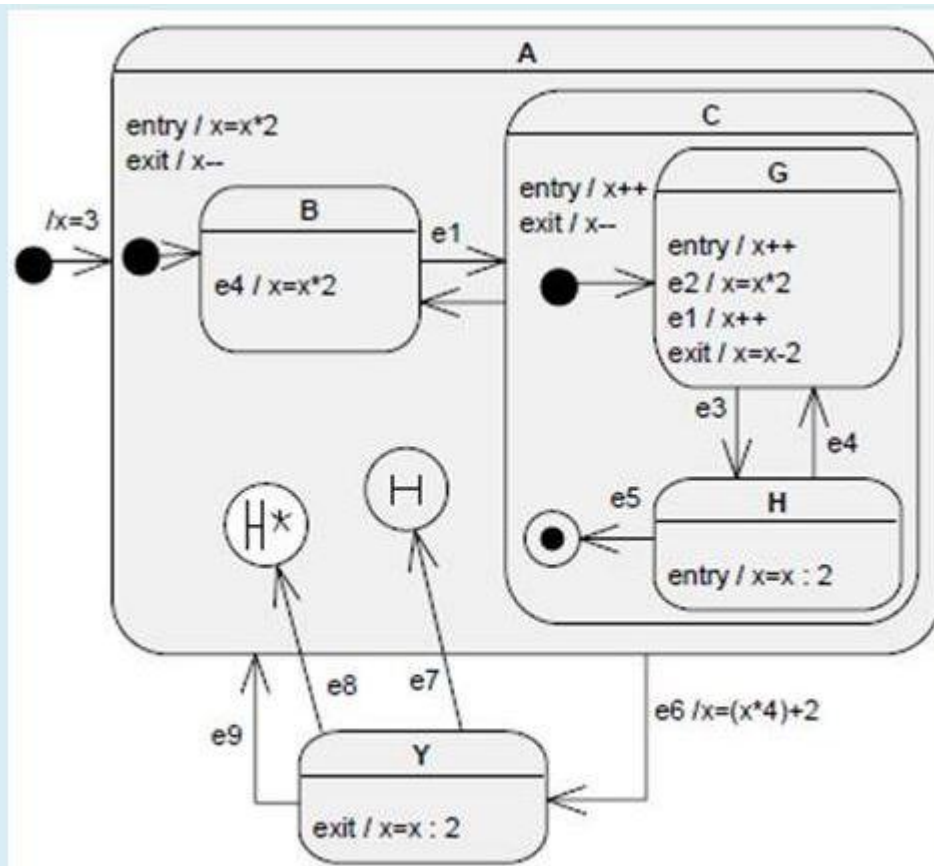 A
entry / x=x*2
exit / x--
/x=3
B
e4 / x=x*2
e1
C
entry / x++
exit / x--
G
entry / x++
e2 / x=x*2
e1 / x++
exit / x=x-2
e3
e4
H
entry / x=x : 2
e5
H*
H
e9
e8
e7
e6 /x=(x*4)+2
Y
exit / x=x : 2